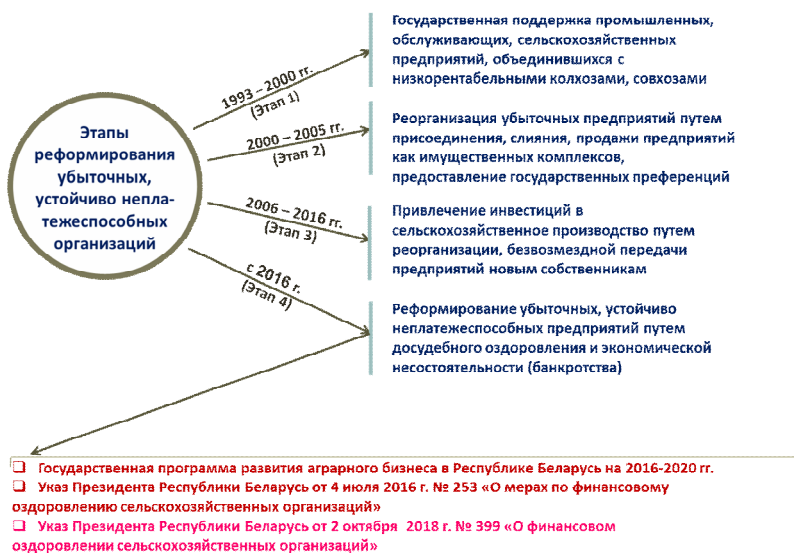 Этапы
реформирования
убыточных,
устойчиво непла-
тежеспособных
организаций
1993 – 2000 гг.
(Этап 1)
Государственная поддержка промышленных,
обслуживающих, сельскохозяйственных
предприятий, объединившихся с
низкорентабельными колхозами, совхозами
2000 – 2005 гг.
(Этап 2)
Реорганизация убыточных предприятий путем
присоединения, слияния, продажи предприятий
как имущественных комплексов,
предоставление государственных преференций
2006 – 2016 гг.
(Этап 3)
Привлечение инвестиций в
сельскохозяйственное производство путем
реорганизации, безвозмездной передачи
предприятий новым собственникам
с 2016 г.
(Этап 4)
Реформирование убыточных, устойчиво
неплатежеспособных предприятий путем
досудебного оздоровления и экономической
несостоятельности (банкротства)
Государственная программа развития аграрного бизнеса в Республике Беларусь на 2016-2020 гг.
Указ Президента Республики Беларусь от 4 июля 2016 г. № 253 «О мерах по финансовому
оздоровлению сельскохозяйственных организаций»
Указ Президента Республики Беларусь от 2 октября 2018 г. № 399 «О финансовом
оздоровлении сельскохозяйственных организаций»